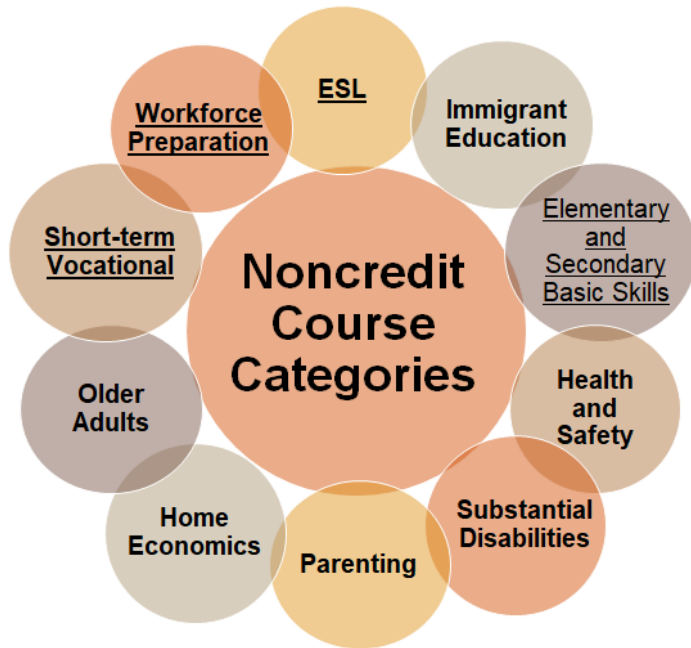 Noncredit
Course
Categories
ESL
Immigrant
Education
Elementary
and
Secondary
Basic Skills
Health
and
Safety
Substantial
Disabilities
Parenting
Home
Economics
Older
Adults
Short-term
Vocational
Workforce
Preparation